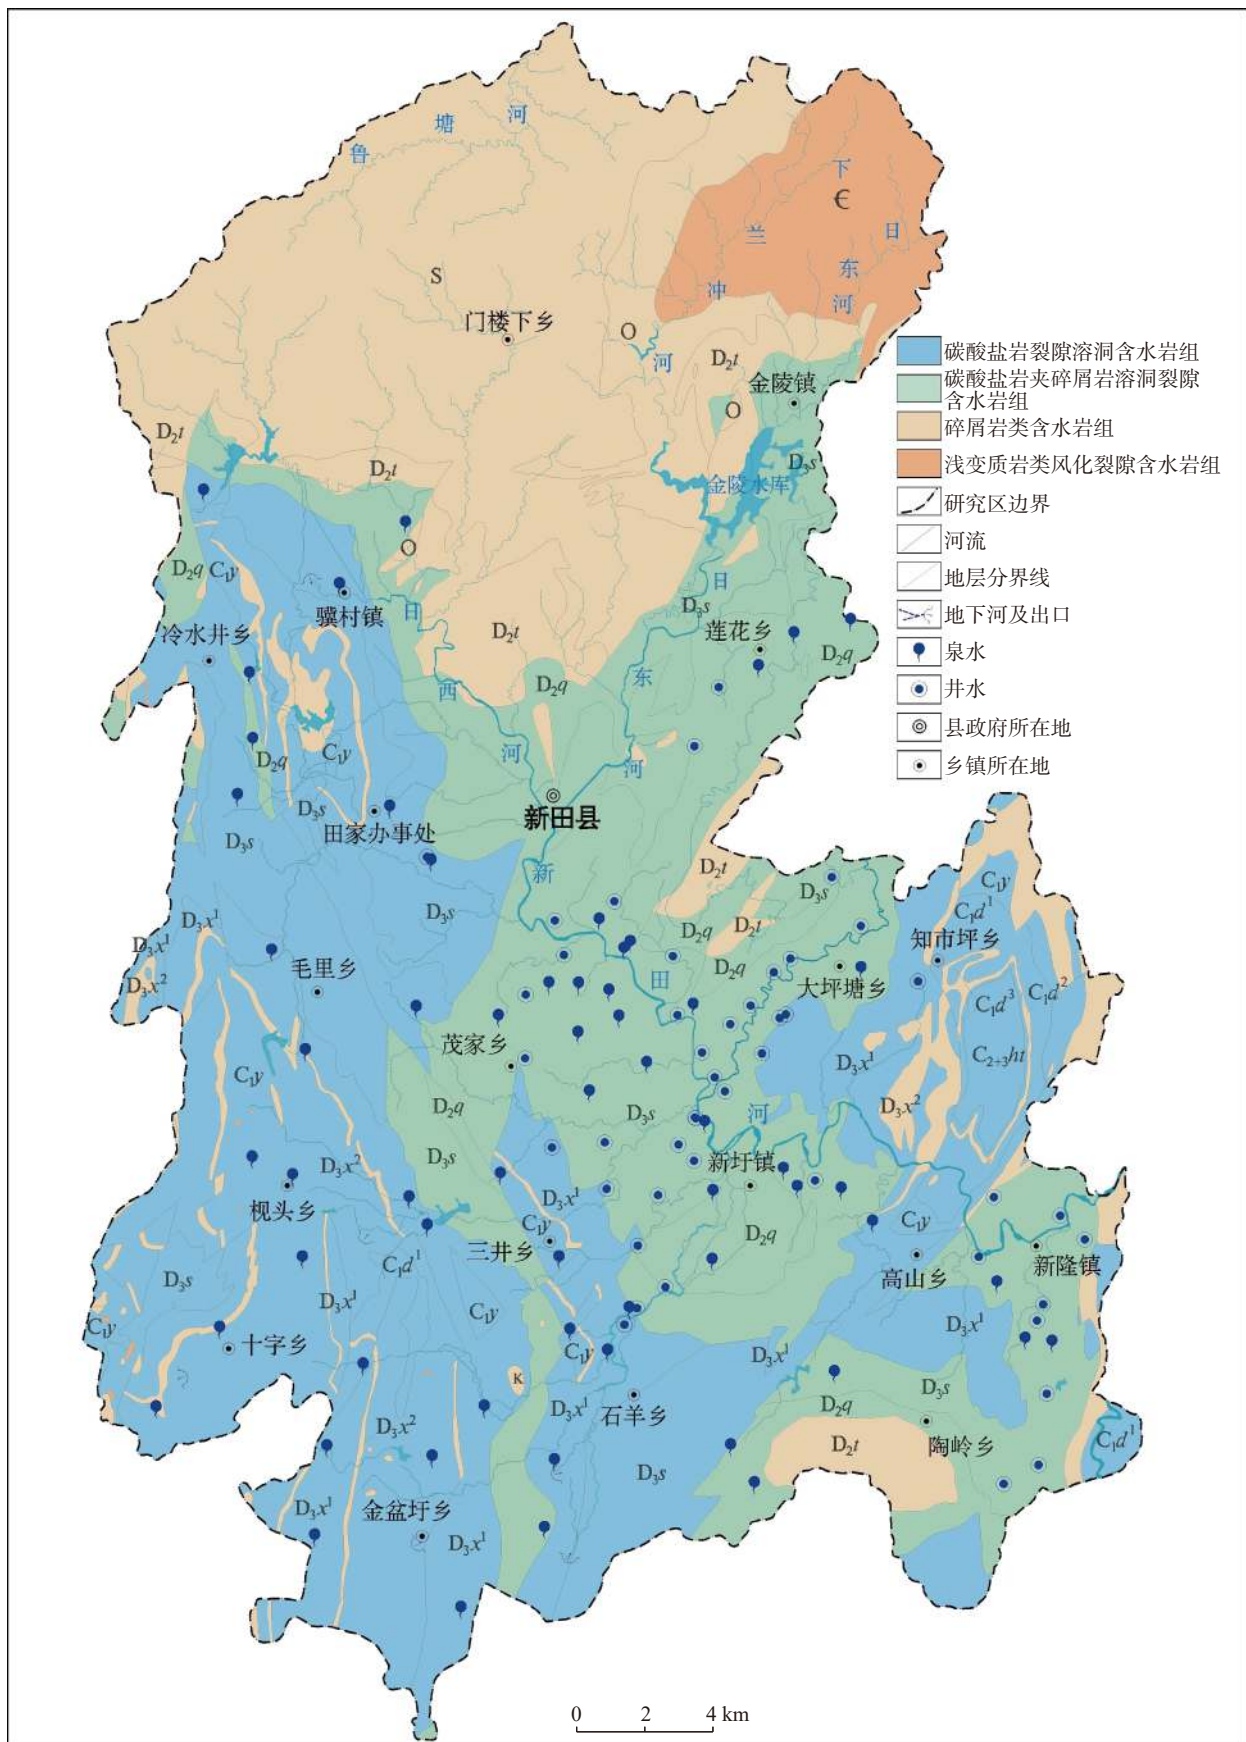 鲁塘河
下
Є
兰
日
东
冲
河
S
门楼下乡
O
河
D₂t
金陵镇
O
碳酸盐岩裂隙溶洞含水岩组
碳酸盐岩夹碎屑岩溶洞裂隙
含水岩组
碎屑岩类含水岩组
浅变质岩类风化裂隙含水岩组
研究区边界
河流
地层分界线
地下河及出口
泉水
井水
县政府所在地
乡镇所在地
D₂t
D₂t
D₃s
金陵水库
O
D₂q
C₁y
骥村镇
日
日
D₃s
冷水井乡
D₂t
莲花乡
D₂q
西
D₂q
东
河
河
C₁y
D₂q
D₃s
新田县
田家办事处
D₃s
新
D₂t
D₃s
C₁y
D₃s
C₁d¹
D₃x¹
D₃x¹
D₂q
D₂t
知市坪乡
毛里乡
D₂q
田
大坪塘乡
D₃x²
C₁d³
C₁d²
茂家乡
C₁y
D₃x¹
C₂₊₃ht
D₂q
D₃s
河
D₃x²
D₃s
D₃x²
新圩镇
枧头乡
D₃x¹
C₁y
C₁y
三井乡
D₂q
新隆镇
高山乡
C₁d¹
D₃s
D₃x¹
C₁y
C₁y
D₃x¹
十字乡
C₁y
D₃x¹
K
D₃s
D₃x¹
石羊乡
D₂q
D₃x²
陶岭乡
D₂t
C₁d¹
D₃s
D₃x¹
金盆圩乡
D₃x¹
0 2 4 km